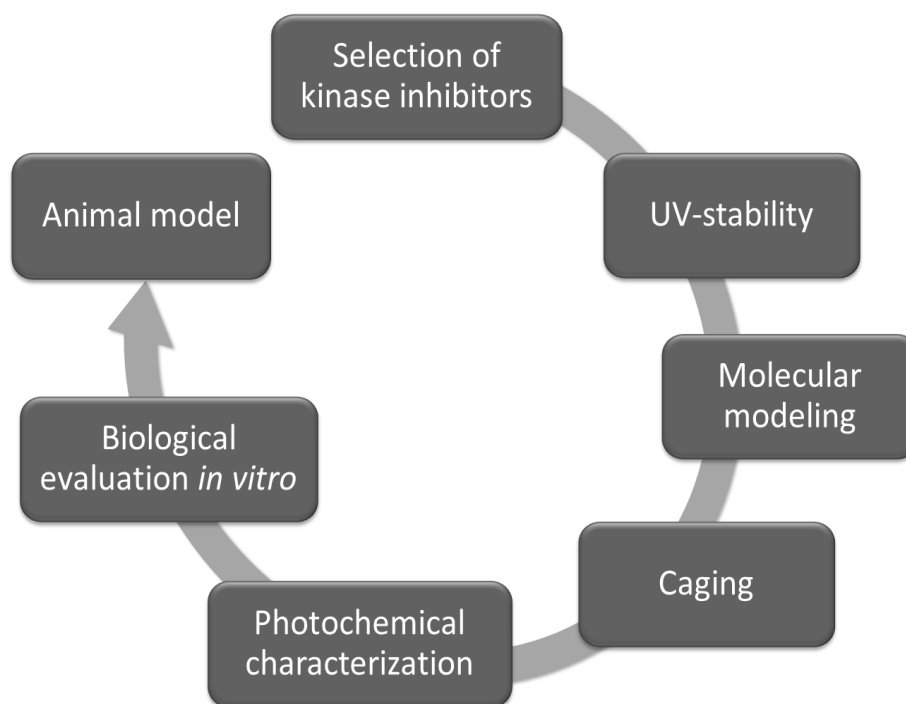 Selection of
kinase inhibitors
UV-stability
Molecular
modeling
Caging
Photochemical
characterization
Biological
evaluation in vitro
Animal model